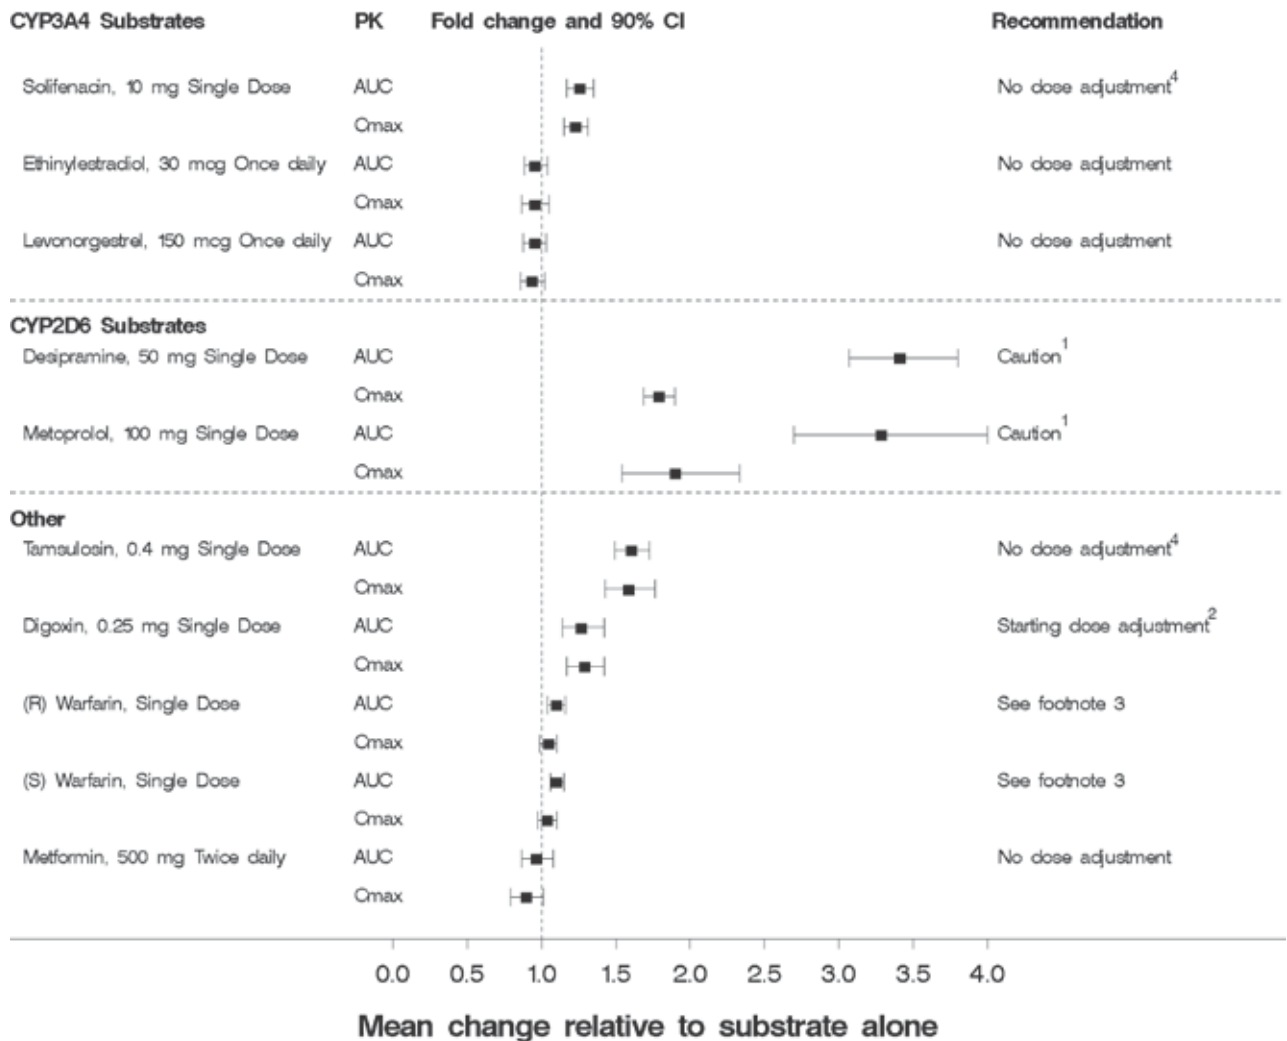 CYP3A4 Substrates PK Fold change and 90% CI Recommendation
Solifenacin, 10 mg Single Dose AUC No dose adjustment4
Cmax
Ethinylestradiol, 30 mcg Once daily AUC No dose adjustment
Cmax
Levonorgestrel, 150 mcg Once daily AUC No dose adjustment
Cmax
CYP2D6 Substrates
Desipramine, 50 mg Single Dose AUC Caution1
Cmax
Metoprolol, 100 mg Single Dose AUC Caution1
Cmax
Other
Tamsulosin, 0.4 mg Single Dose AUC No dose adjustment4
Cmax
Digoxin, 0.25 mg Single Dose AUC Starting dose adjustment2
Cmax
(R) Warfarin, Single Dose AUC See footnote 3
Cmax
(S) Warfarin, Single Dose AUC See footnote 3
Cmax
Metformin, 500 mg Twice daily AUC No dose adjustment
Cmax
0.0 0.5 1.0 1.5 2.0 2.5 3.0 3.5 4.0
Mean change relative to substrate alone